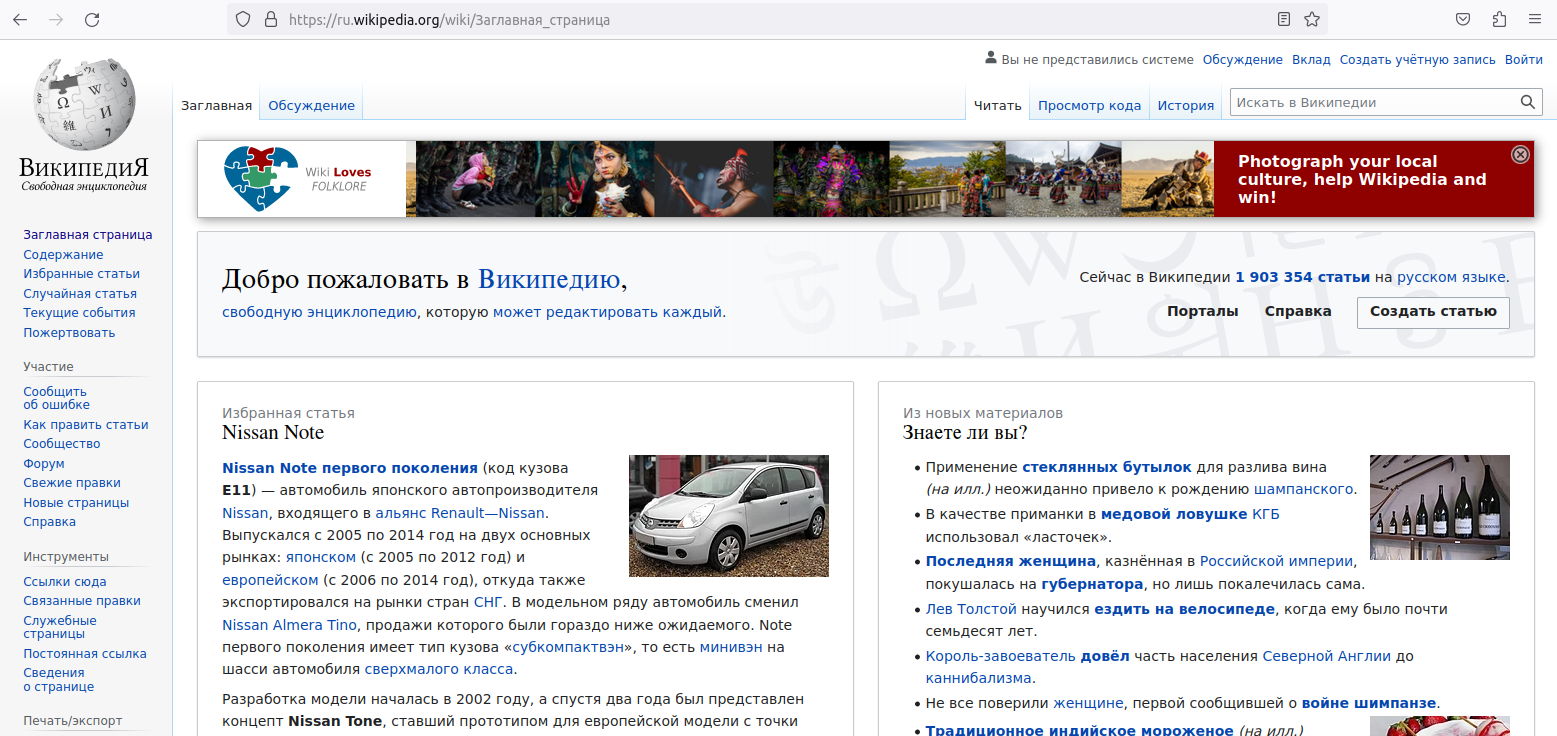 https://ru.wikipedia.org/wiki/Заглавная_страница
Вы не представились системе Обсуждение Вклад Создать учётную запись Войти
Заглавная Обсуждение Читать Просмотр кода История Искать в Википедии
ВикипедиЯ
Свободная энциклопедия
Заглавная страница
Содержание
Избранные статьи
Случайная статья
Текущие события
Пожертвовать
Участие
Сообщить
об ошибке
Как править статьи
Сообщество
Форум
Свежие правки
Новые страницы
Справка
Инструменты
Ссылки сюда
Связанные правки
Служебные
страницы
Постоянная ссылка
Сведения
о странице
Печать/экспорт
Wiki Loves
FOLKLORE
Photograph your local
culture, help Wikipedia and
win!
Добро пожаловать в Википедию,
свободную энциклопедию, которую может редактировать каждый.
Сейчас в Википедии 1 903 354 статьи на русском языке.
Порталы Справка Создать статью
Избранная статья
Nissan Note
Nissan Note первого поколения (код кузова
E11) — автомобиль японского автопроизводителя
Nissan, входящего в альянс Renault—Nissan.
Выпускался с 2005 по 2014 год на двух основных
рынках: японском (с 2005 по 2012 год) и
европейском (с 2006 по 2014 год), откуда также
экспортировался на рынки стран СНГ. В модельном ряду автомобиль сменил
Nissan Almera Tino, продажи которого были гораздо ниже ожидаемого. Note
первого поколения имеет тип кузова «субкомпактвэн», то есть минивэн на
шасси автомобиля сверхмалого класса.
Разработка модели началась в 2002 году, а спустя два года был представлен
концепт Nissan Tone, ставший прототипом для европейской модели с точки
Из новых материалов
Знаете ли вы?
Применение стеклянных бутылок для разлива вина
(на илл.) неожиданно привело к рождению шампанского.
В качестве приманки в медовой ловушке КГБ
использовал «ласточек».
Последняя женщина, казнённая в Российской империи,
покушалась на губернатора, но лишь покалечилась сама.
Лев Толстой научился ездить на велосипеде, когда ему было почти
семьдесят лет.
Король-завоеватель довёл часть населения Северной Англии до
каннибализма.
Не все поверили женщине, первой сообщившей о войне шимпанзе.
Традиционное индийское мороженое (на илл.)